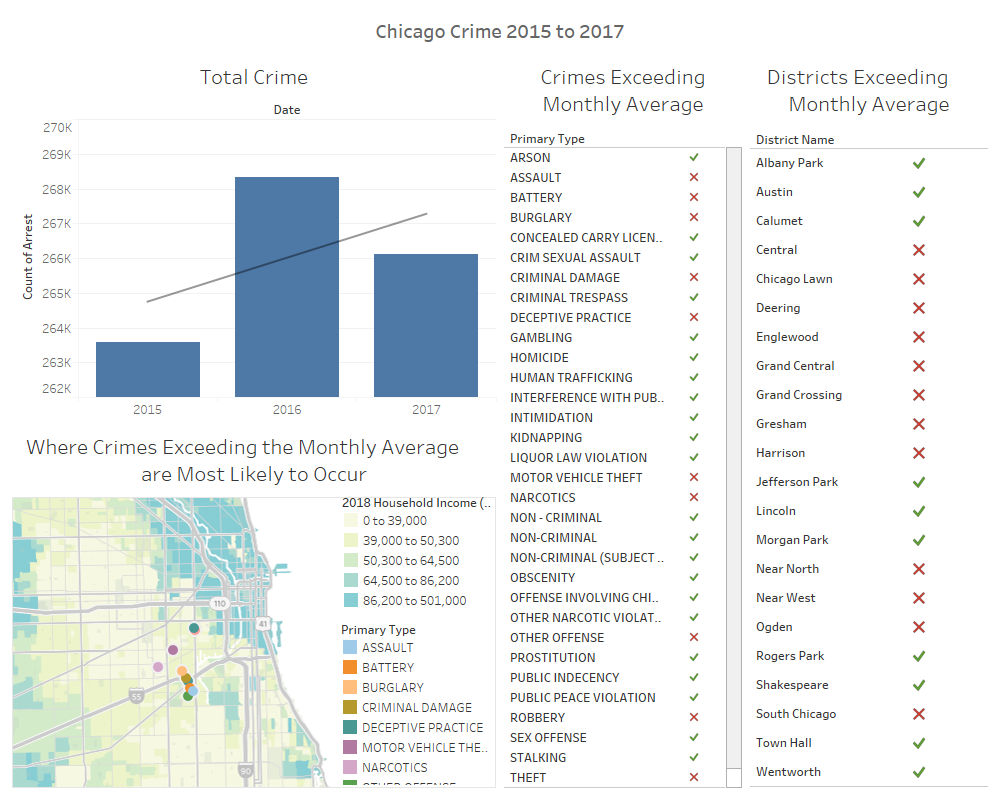 Chicago Crime 2015 to 2017
Total Crime
Date
270K
269K
268K
267K
266K
265K
264K
263K
262K
Count of Arrest
2015 2016 2017
Where Crimes Exceeding the Monthly Average
are Most Likely to Occur
110
41
55
90
2018 Household Income (..
0 to 39,000
39,000 to 50,300
50,300 to 64,500
64,500 to 86,200
86,200 to 501,000
Primary Type
ASSAULT
BATTERY
BURGLARY
CRIMINAL DAMAGE
DECEPTIVE PRACTICE
MOTOR VEHICLE THE..
NARCOTICS
OTHER OFFENSE
Crimes Exceeding
Monthly Average
Primary Type
ARSON
ASSAULT
BATTERY
BURGLARY
CONCEALED CARRY LICEN..
CRIM SEXUAL ASSAULT
CRIMINAL DAMAGE
CRIMINAL TRESPASS
DECEPTIVE PRACTICE
GAMBLING
HOMICIDE
HUMAN TRAFFICKING
INTERFERENCE WITH PUB..
INTIMIDATION
KIDNAPPING
LIQUOR LAW VIOLATION
MOTOR VEHICLE THEFT
NARCOTICS
NON - CRIMINAL
NON-CRIMINAL
NON-CRIMINAL (SUBJECT ..
OBSCENITY
OFFENSE INVOLVING CHI..
OTHER NARCOTIC VIOLAT..
OTHER OFFENSE
PROSTITUTION
PUBLIC INDECENCY
PUBLIC PEACE VIOLATION
ROBBERY
SEX OFFENSE
STALKING
THEFT
Districts Exceeding
Monthly Average
District Name
Albany Park
Austin
Calumet
Central
Chicago Lawn
Deering
Englewood
Grand Central
Grand Crossing
Gresham
Harrison
Jefferson Park
Lincoln
Morgan Park
Near North
Near West
Ogden
Rogers Park
Shakespeare
South Chicago
Town Hall
Wentworth